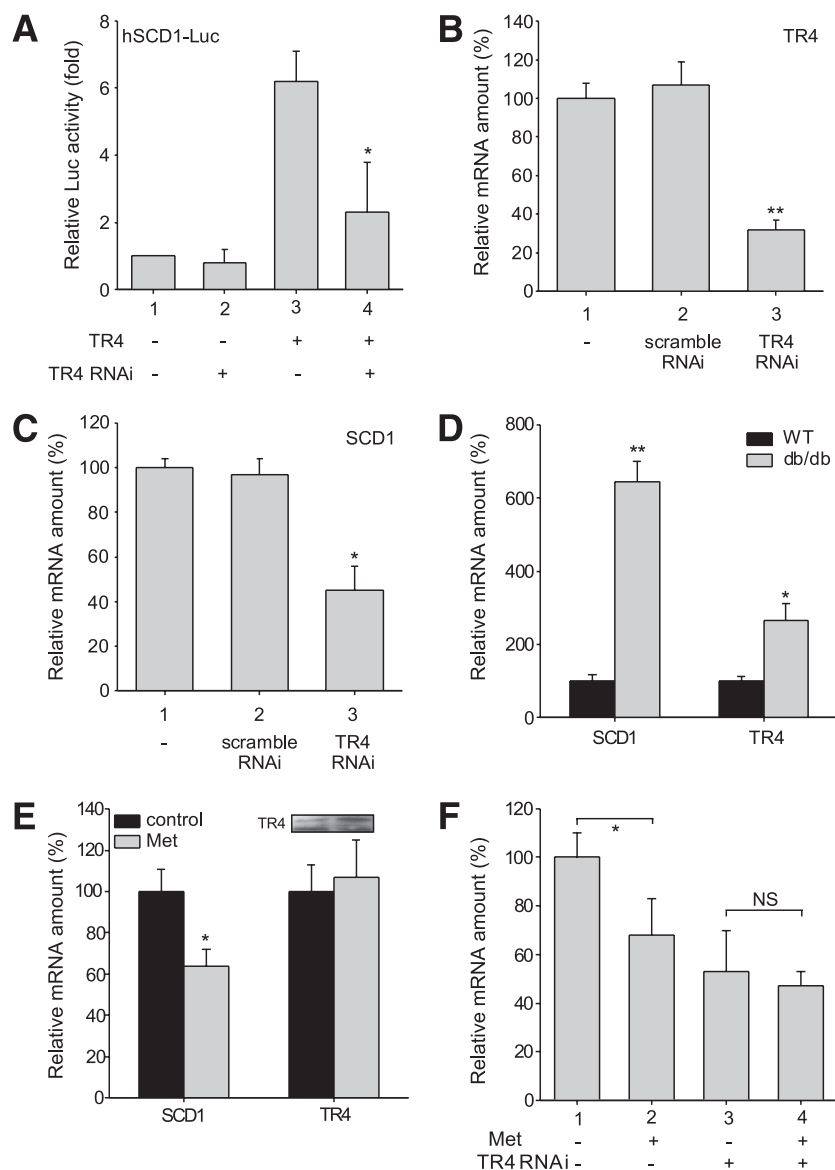 A
hSCD1-Luc
Relative Luc activity (fold)
8
6
4
2
0
*
1 2 3 4
TR4 - - + +
TR4 RNAi - + - +
B
TR4
Relative mRNA amount (%)
140
120
100
80
60
40
20
0
**
1 2 3
- scramble TR4
RNAi RNAi
C
SCD1
Relative mRNA amount (%)
120
100
80
60
40
20
0
*
1 2 3
- scramble TR4
RNAi RNAi
D
WT
db/db
Relative mRNA amount (%)
800
600
400
200
0
**
*
SCD1 TR4
E
control
Met
TR4
Relative mRNA amount (%)
140
120
100
80
60
40
20
0
*
SCD1 TR4
F
Relative mRNA amount (%)
120
100
80
60
40
20
0
*
NS
1 2 3 4
Met - + - +
TR4 RNAi - - + +